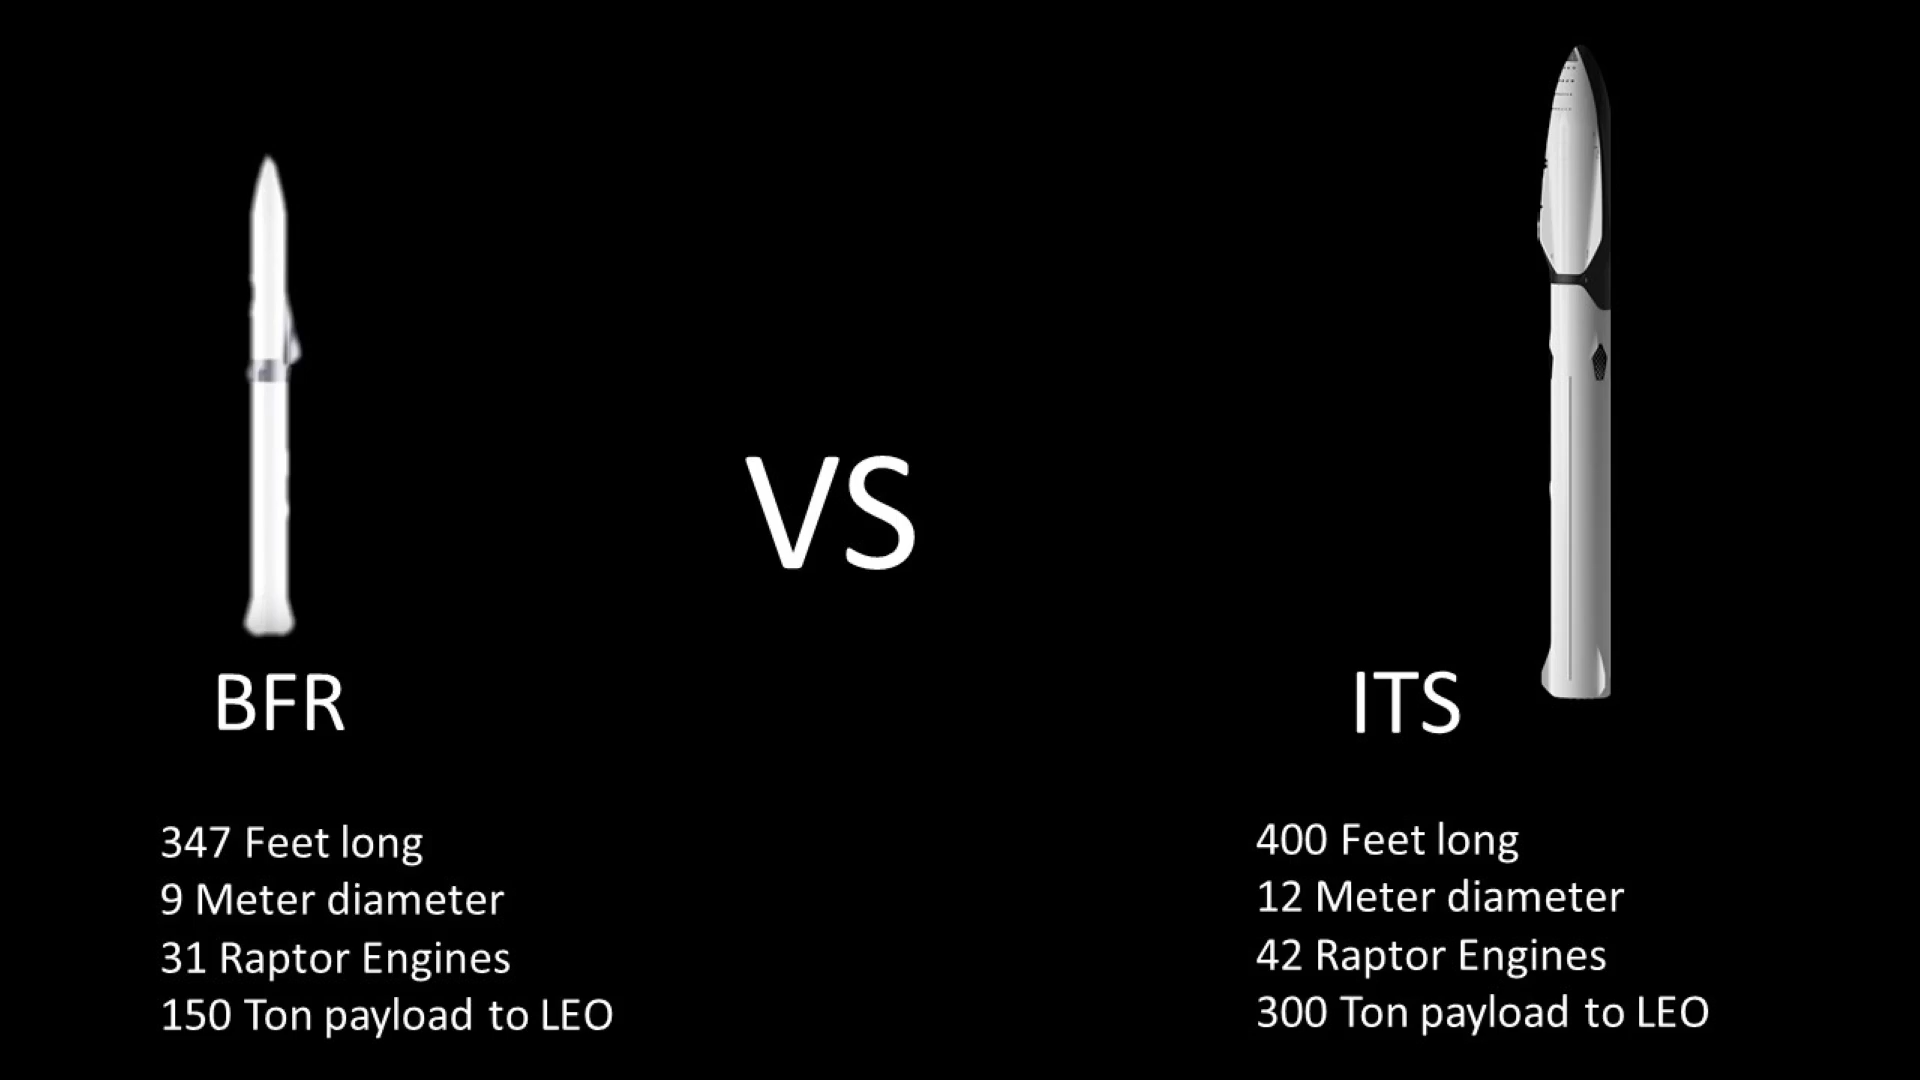 VS
BFR
347 Feet long
9 Meter diameter
31 Raptor Engines
150 Ton payload to LEO
ITS
400 Feet long
12 Meter diameter
42 Raptor Engines
300 Ton payload to LEO